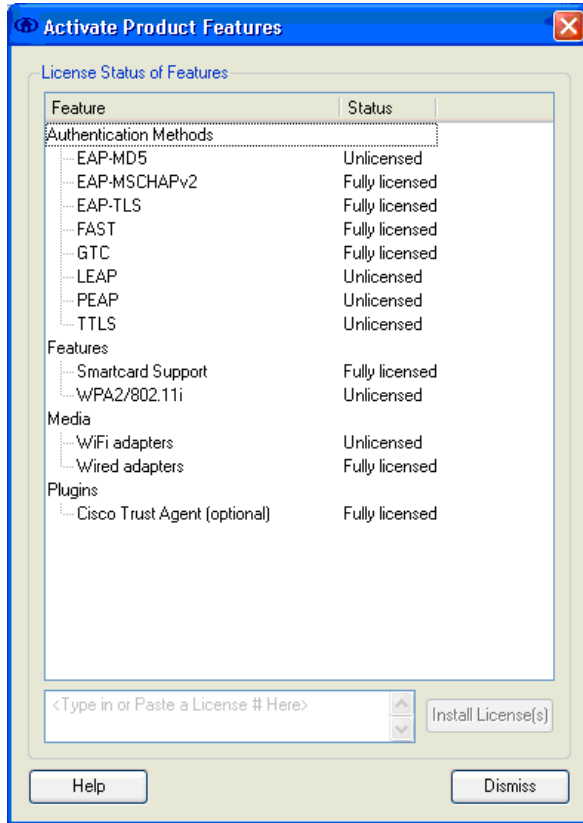 Activate Product Features
License Status of Features
Feature Status
Authentication Methods
EAP-MD5 Unlicensed
EAP-MSCHAPv2 Fully licensed
EAP-TLS Fully licensed
FAST Fully licensed
GTC Fully licensed
LEAP Unlicensed
PEAP Unlicensed
TTLS Unlicensed
Features
Smartcard Support Fully licensed
WPA2/802.11i Unlicensed
Media
WiFi adapters Unlicensed
Wired adapters Fully licensed
Plugins
Cisco Trust Agent (optional) Fully licensed
<Type in or Paste a License # Here>
Install License(s)
Help Dismiss